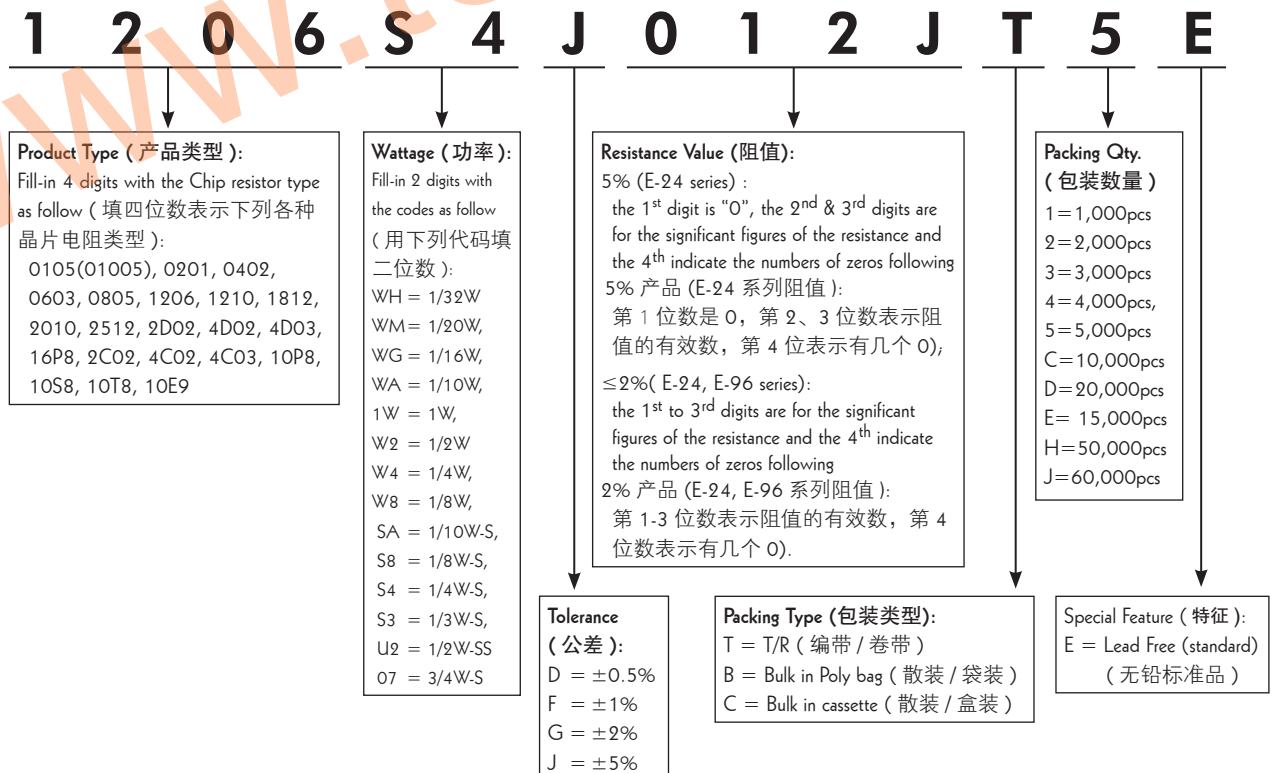 1 2 0 6 S 4 J 0 1 2 J T 5 E
Product Type ( 产品类型 ):
Fill-in 4 digits with the Chip resistor type
as follow ( 填四位数表示下列各种
晶片电阻类型 ):
0105(01005), 0201, 0402,
0603, 0805, 1206, 1210, 1812,
2010, 2512, 2D02, 4D02, 4D03,
16P8, 2C02, 4C02, 4C03, 10P8,
10S8, 10T8, 10E9
Wattage ( 功率 ):
Fill-in 2 digits with
the codes as follow
( 用下列代码填
二位数 ):
WH = 1/32W
WM= 1/20W,
WG = 1/16W,
WA = 1/10W,
1W = 1W,
W2 = 1/2W
W4 = 1/4W,
W8 = 1/8W,
SA = 1/10W-S,
S8 = 1/8W-S,
S4 = 1/4W-S,
S3 = 1/3W-S,
U2 = 1/2W-SS
07 = 3/4W-S
Tolerance
( 公差 ):
D = ±0.5%
F = ±1%
G = ±2%
J = ±5%
Resistance Value (阻值):
5% (E-24 series) :
the 1st digit is “0”, the 2nd & 3rd digits are
for the significant figures of the resistance and
the 4th indicate the numbers of zeros following
5% 产品 (E-24 系列阻值 ):
第 1 位数是 0，第 2、3 位数表示阻
值的有效数，第 4 位表示有几个 0);
≤2%( E-24, E-96 series):
the 1st to 3rd digits are for the significant
figures of the resistance and the 4th indicate
the numbers of zeros following
2% 产品 (E-24, E-96 系列阻值 ):
第 1-3 位数表示阻值的有效数，第 4
位数表示有几个 0).
Packing Type (包装类型):
T = T/R ( 编带 / 卷带 )
B = Bulk in Poly bag ( 散装 / 袋装 )
C = Bulk in cassette ( 散装 / 盒装 )
Packing Qty.
( 包装数量 )
1=1,000pcs
2=2,000pcs
3=3,000pcs
4=4,000pcs,
5=5,000pcs
C=10,000pcs
D=20,000pcs
E= 15,000pcs
H=50,000pcs
J=60,000pcs
Special Feature ( 特征 ):
E = Lead Free (standard)
( 无铅标准品 )